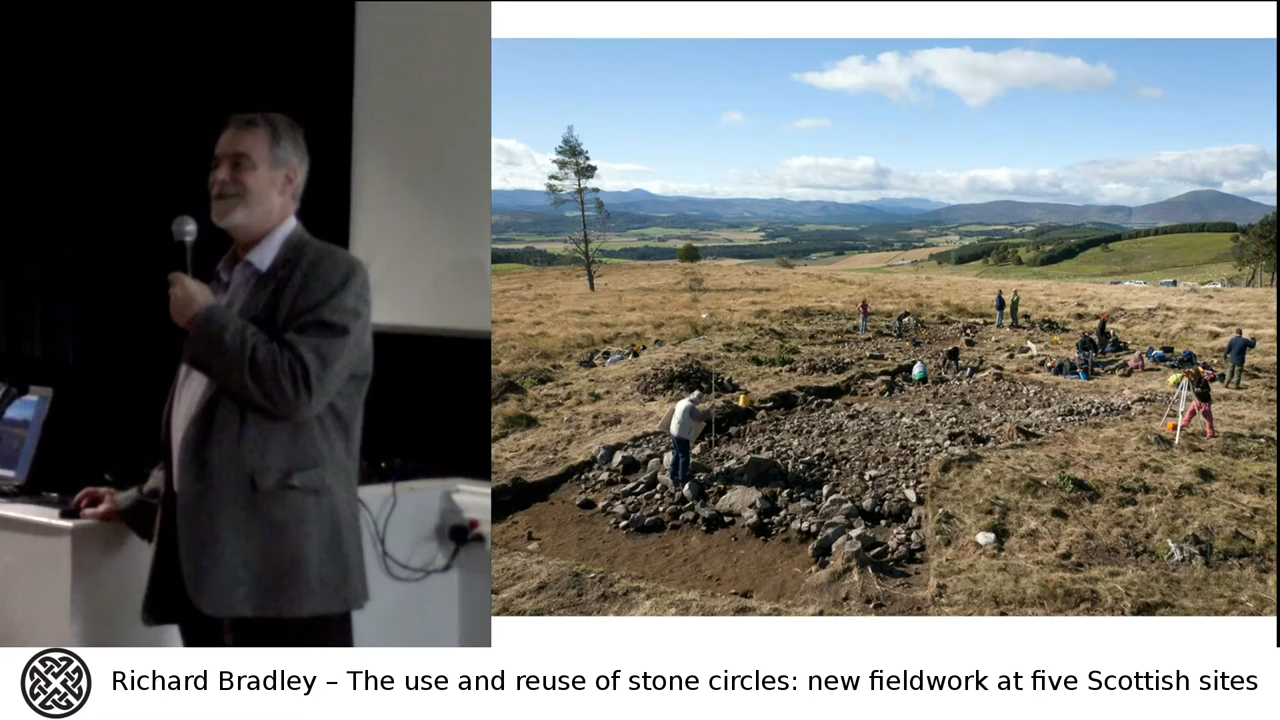 Richard Bradley – The use and reuse of stone circles: new fieldwork at five Scottish sites